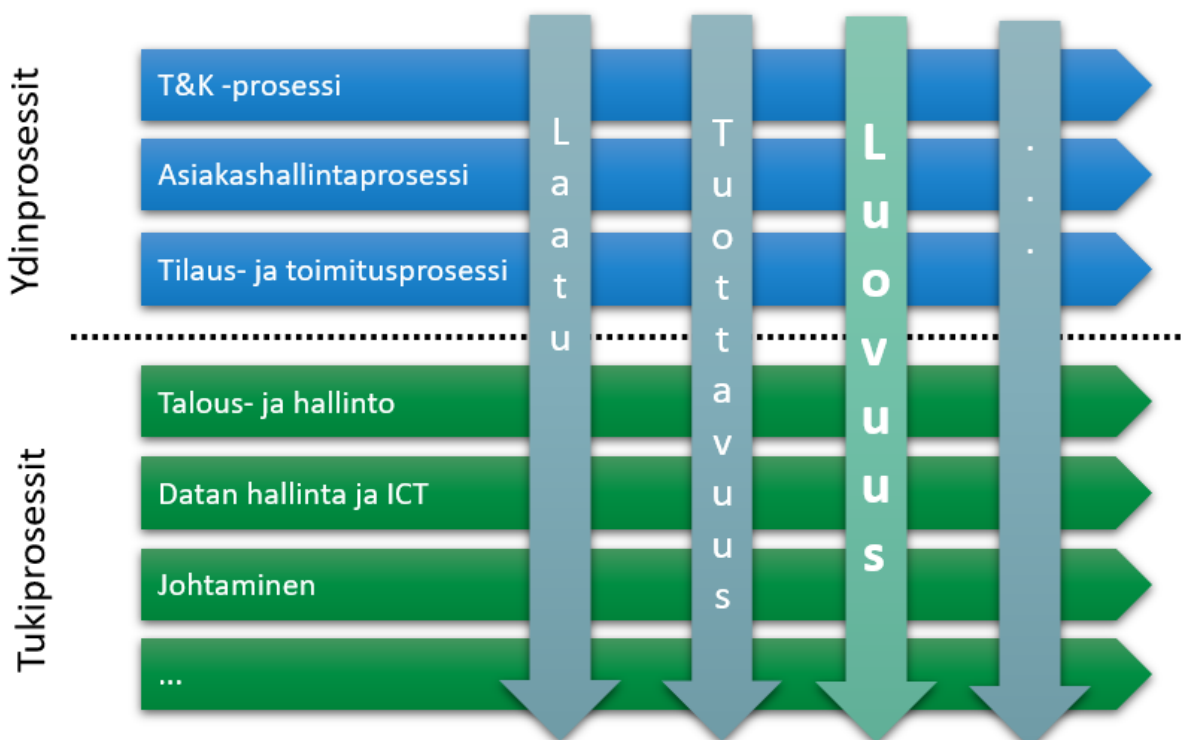 Ydinprosessit
T&K -prosessi
Asiakashallintaprosessi
Tilaus- ja toimitusprosessi
Tukiprosessit
Talous- ja hallinto
Datan hallinta ja ICT
Johtaminen
...
Laatu
Tuottavuus
Luovuus
...